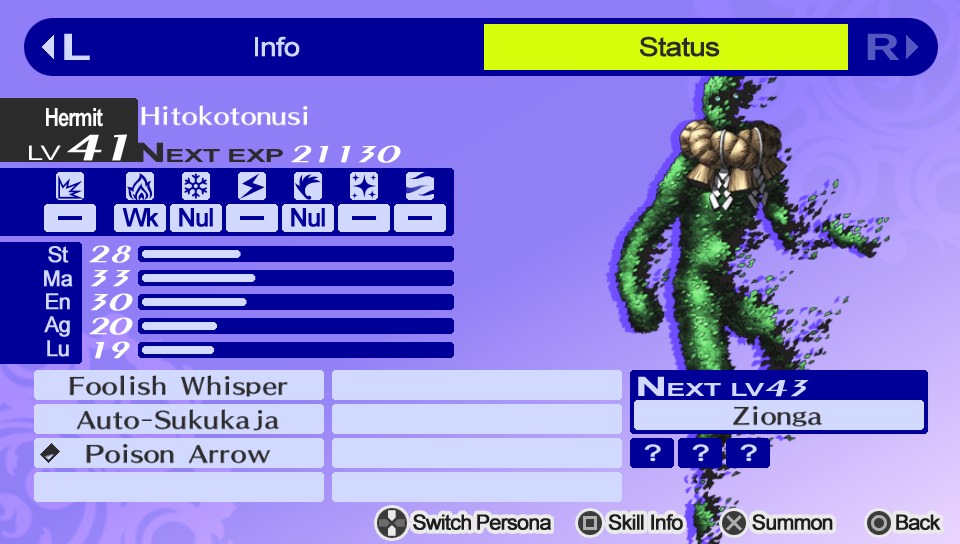 L Info Status R
Hermit Hitokotonusi
LV 41 NEXT EXP 21130
– Wk Nul – Nul – –
St 28
Ma 33
En 30
Ag 20
Lu 19
Foolish Whisper
Auto-Sukukaja
Poison Arrow
NEXT LV43
Zionga
? ? ?
Switch Persona Skill Info Summon Back